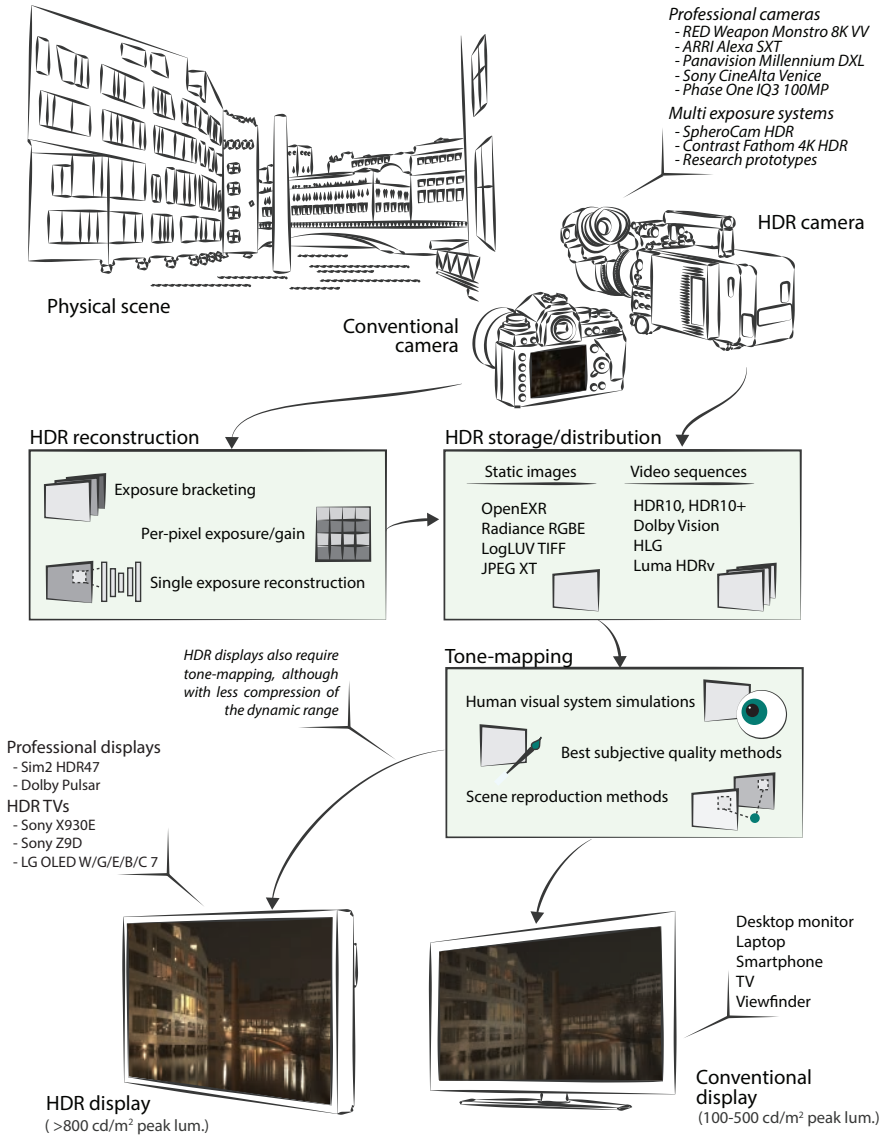 Professional cameras
- RED Weapon Monstro 8K VV
- ARRI Alexa SXT
- Panavision Millennium DXL
- Sony CineAlta Venice
- Phase One IQ3 100MP
Multi exposure systems
- SpheroCam HDR
- Contrast Fathom 4K HDR
- Research prototypes
HDR camera
Physical scene
Conventional
camera
HDR reconstruction
Exposure bracketing
Per-pixel exposure/gain
Single exposure reconstruction
HDR storage/distribution
Static images
OpenEXR
Radiance RGBE
LogLUV TIFF
JPEG XT
Video sequences
HDR10, HDR10+
Dolby Vision
HLG
Luma HDRv
Tone-mapping
Human visual system simulations
Best subjective quality methods
Scene reproduction methods
HDR displays also require
tone-mapping, although
with less compression of
the dynamic range
Professional displays
- Sim2 HDR47
- Dolby Pulsar
HDR TVs
- Sony X930E
- Sony Z9D
- LG OLED W/G/E/B/C 7
HDR display
( >800 cd/m² peak lum.)
Desktop monitor
Laptop
Smartphone
TV
Viewfinder
Conventional
display
(100-500 cd/m² peak lum.)